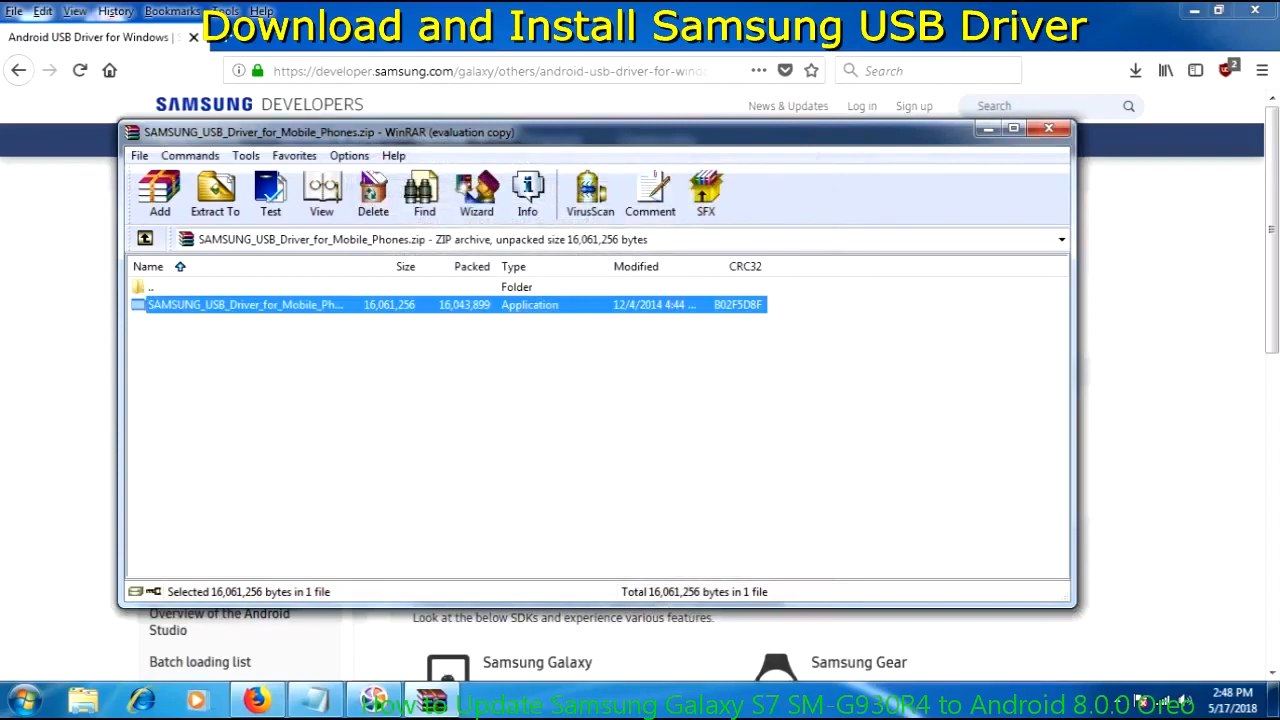 File Edit View History Bookmarks Tools Help
Download and Install Samsung USB Driver
Android USB Driver for Windows |
https://developer.samsung.com/galaxy/others/android-usb-driver-for-windo
Search
2
SAMSUNG DEVELOPERS
News & Updates Log in Sign up Search
SAMSUNG_USB_Driver_for_Mobile_Phones.zip - WinRAR (evaluation copy)
File Commands Tools Favorites Options Help
Add Extract To Test View Delete Find Wizard Info VirusScan Comment SFX
SAMSUNG_USB_Driver_for_Mobile_Phones.zip - ZIP archive, unpacked size 16,061,256 bytes
Name Size Packed Type Modified CRC32
.. Folder
SAMSUNG_USB_Driver_for_Mobile_Ph... 16,061,256 16,043,899 Application 12/4/2014 4:44 ... B02F5D8F
Selected 16,061,256 bytes in 1 file Total 16,061,256 bytes in 1 file
Overview of the Android
Studio
Look at the below SDKs and experience various features.
Batch loading list
Samsung Galaxy Samsung Gear
2:48 PM
How to Update Samsung Galaxy S7 SM-G930R4 to Android 8.0.0 Oreo
5/17/2018